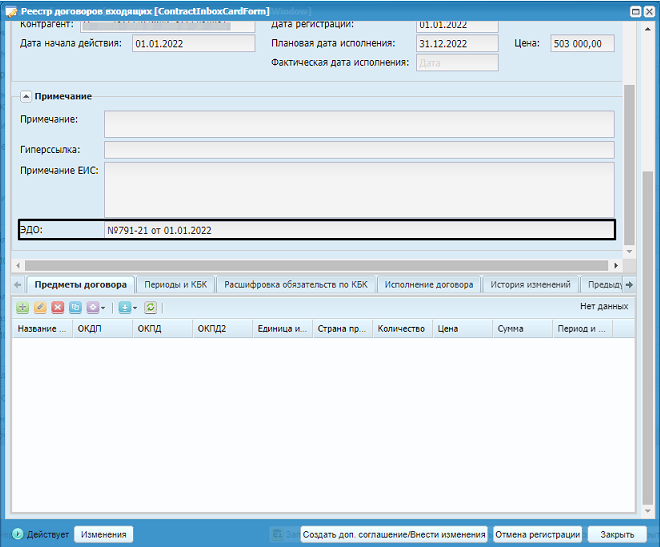 Реестр договоров входящих [ContractInboxCardForm]
Контрагент: Дата регистрации: 01.01.2022
Дата начала действия: 01.01.2022 Плановая дата исполнения: 31.12.2022 Цена: 503 000,00
Фактическая дата исполнения: Дата
Примечание
Примечание:
Гиперссылка:
Примечание ЕИС:
ЭДО: №791-21 от 01.01.2022
Предметы договора Периоды и КБК Расшифровка обязательств по КБК Исполнение договора История изменений Предыду
Нет данных
Название ... ОКДП ОКПД ОКПД2 Единица и... Страна пр... Количество Цена Сумма Период и ...
Действует Изменения Создать доп. соглашение/Внести изменения Отмена регистрации Закрыть